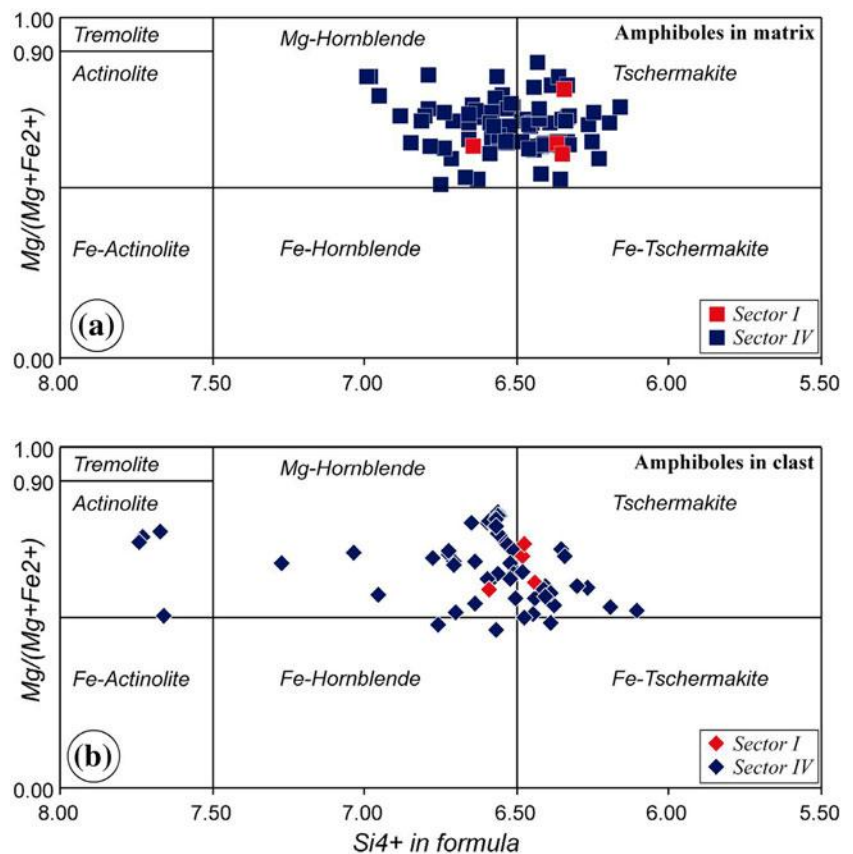 1.00
Tremolite
Mg-Hornblende
Amphiboles in matrix
0.90
Actinolite
Tschermakite
Mg/(Mg+Fe2+)
Fe-Actinolite
Fe-Hornblende
Fe-Tschermakite
(a)
Sector I
Sector IV
0.00
8.00 7.50 7.00 6.50 6.00 5.50
1.00
Tremolite
Mg-Hornblende
Amphiboles in clast
0.90
Actinolite
Tschermakite
Mg/(Mg+Fe2+)
Fe-Actinolite
Fe-Hornblende
Fe-Tschermakite
(b)
Sector I
Sector IV
0.00
8.00 7.50 7.00 6.50 6.00 5.50
Si4+ in formula